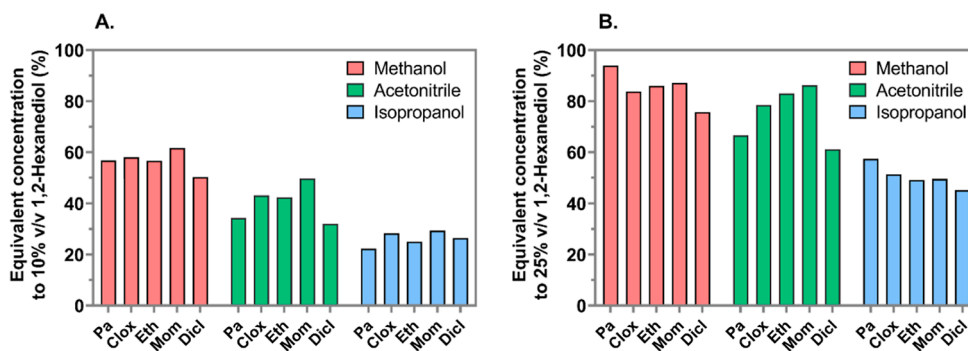 A.
Equivalent concentration
to 10% v/v 1,2-Hexanediol (%)
100
80
60
40
20
0
Methanol
Acetonitrile
Isopropanol
Pa
Clox
Eth
Mom
Dicl
Pa
Clox
Eth
Mom
Dicl
Pa
Clox
Eth
Mom
Dicl
B.
Equivalent concentration
to 25% v/v 1,2-Hexanediol (%)
100
80
60
40
20
0
Methanol
Acetonitrile
Isopropanol
Pa
Clox
Eth
Mom
Dicl
Pa
Clox
Eth
Mom
Dicl
Pa
Clox
Eth
Mom
Dicl